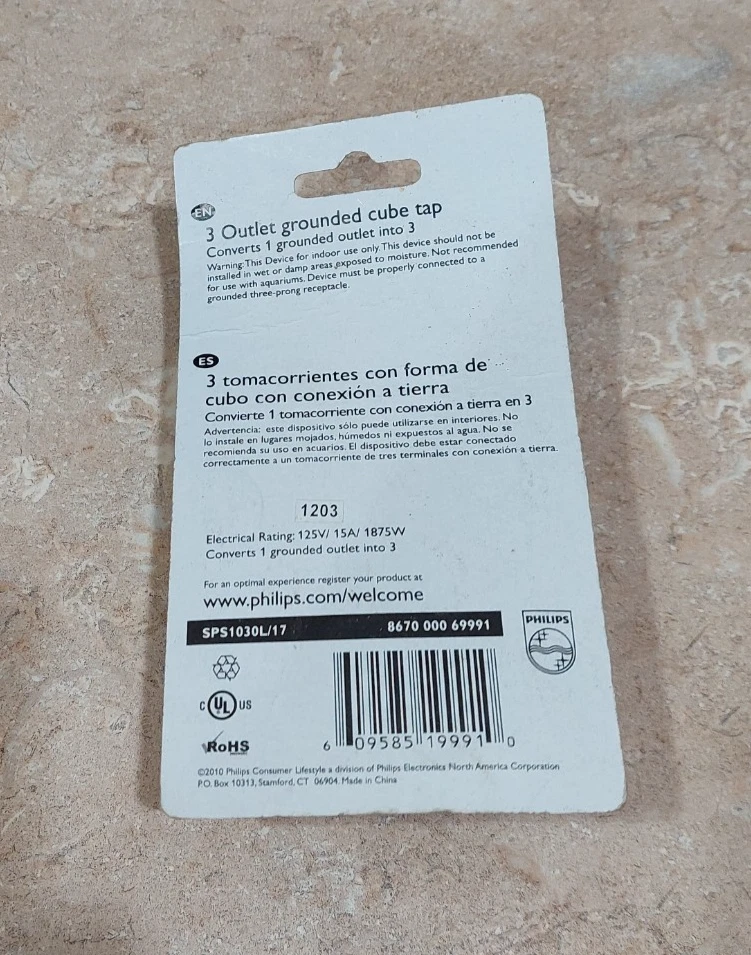 EN
3 Outlet grounded cube tap
Converts 1 grounded outlet into 3
Warning: This Device for indoor use only. This device should not be
installed in wet or damp areas exposed to moisture. Not recommended
for use with aquariums. Device must be properly connected to a
grounded three-prong receptacle.
ES
3 tomacorrientes con forma de
cubo con conexión a tierra
Convierte 1 tomacorriente con conexión a tierra en 3
Advertencia: este dispositivo sólo puede utilizarse en interiores. No
lo instale en lugares mojados, húmedos ni expuestos al agua. No se
recomienda su uso en acuarios. El dispositivo debe estar conectado
correctamente a un tomacorriente de tres terminales con conexión a tierra.
1203
Electrical Rating: 125V/ 15A/ 1875W
Converts 1 grounded outlet into 3
For an optimal experience register your product at
www.philips.com/welcome
SPS1030L/17 8670 000 69991
PHILIPS
C UL US
RoHS
6 09585 19991 0
©2010 Philips Consumer Lifestyle a division of Philips Electronics North America Corporation
P.O. Box 10313, Stamford, CT 06904 Made in China